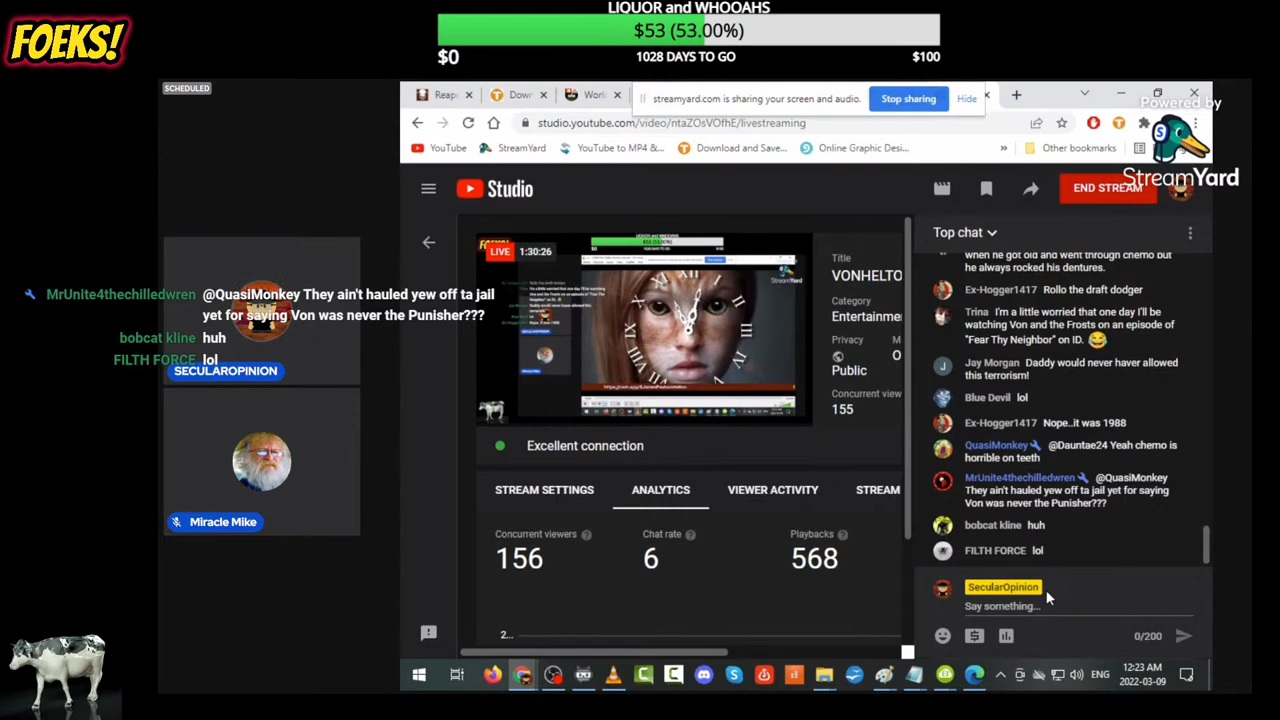 LIQUOR and WHOOAHS
FOEKS!
$53 (53.00%)
$0
1028 DAYS TO GO
$100
SCHEDULED
Reap
Down
World
streamyard.com is sharing your screen and audio.
Stop sharing
Hide
Powered by
StreamYard
studio.youtube.com/video/ntaZOsVOfhE/livestreaming
YouTube
StreamYard
YouTube to MP4 &...
Download and Save...
Online Graphic Desi...
»
Other bookmarks
Studio
END STREAM
LIVE
1:30:26
Title
VONHELTO
Category
Entertainme
Privacy
M
Public
O
Concurrent view
155
Excellent connection
STREAM SETTINGS
ANALYTICS
VIEWER ACTIVITY
STREAM
Concurrent viewers
Chat rate
Playbacks
156
6
568
2...
Top chat
when he got old and went through chemo but
he always rocked his dentures.
Ex-Hogger1417 Rollo the draft dodger
Trina I'm a little worried that one day I'll be
watching Von and the Frosts on an episode of
"Fear Thy Neighbor" on ID. 😂
Jay Morgan Daddy would never haver allowed
this terrorism!
Blue Devil lol
Ex-Hogger1417 Nope..it was 1988
QuasiMonkey @Dauntae24 Yeah chemo is
horrible on teeth
MrUnite4thechilledwren @QuasiMonkey
They ain't hauled yew off ta jail yet for saying
Von was never the Punisher???
bobcat kline huh
FILTH FORCE lol
SecularOpinion
Say something...
0/200
MrUnite4thechilledwren @QuasiMonkey They ain't hauled yew off ta jail
yet for saying Von was never the Punisher???
bobcat kline huh
FILTH FORCE lol
SECULAROPINION
Miracle Mike
ENG
12:23 AM
2022-03-09